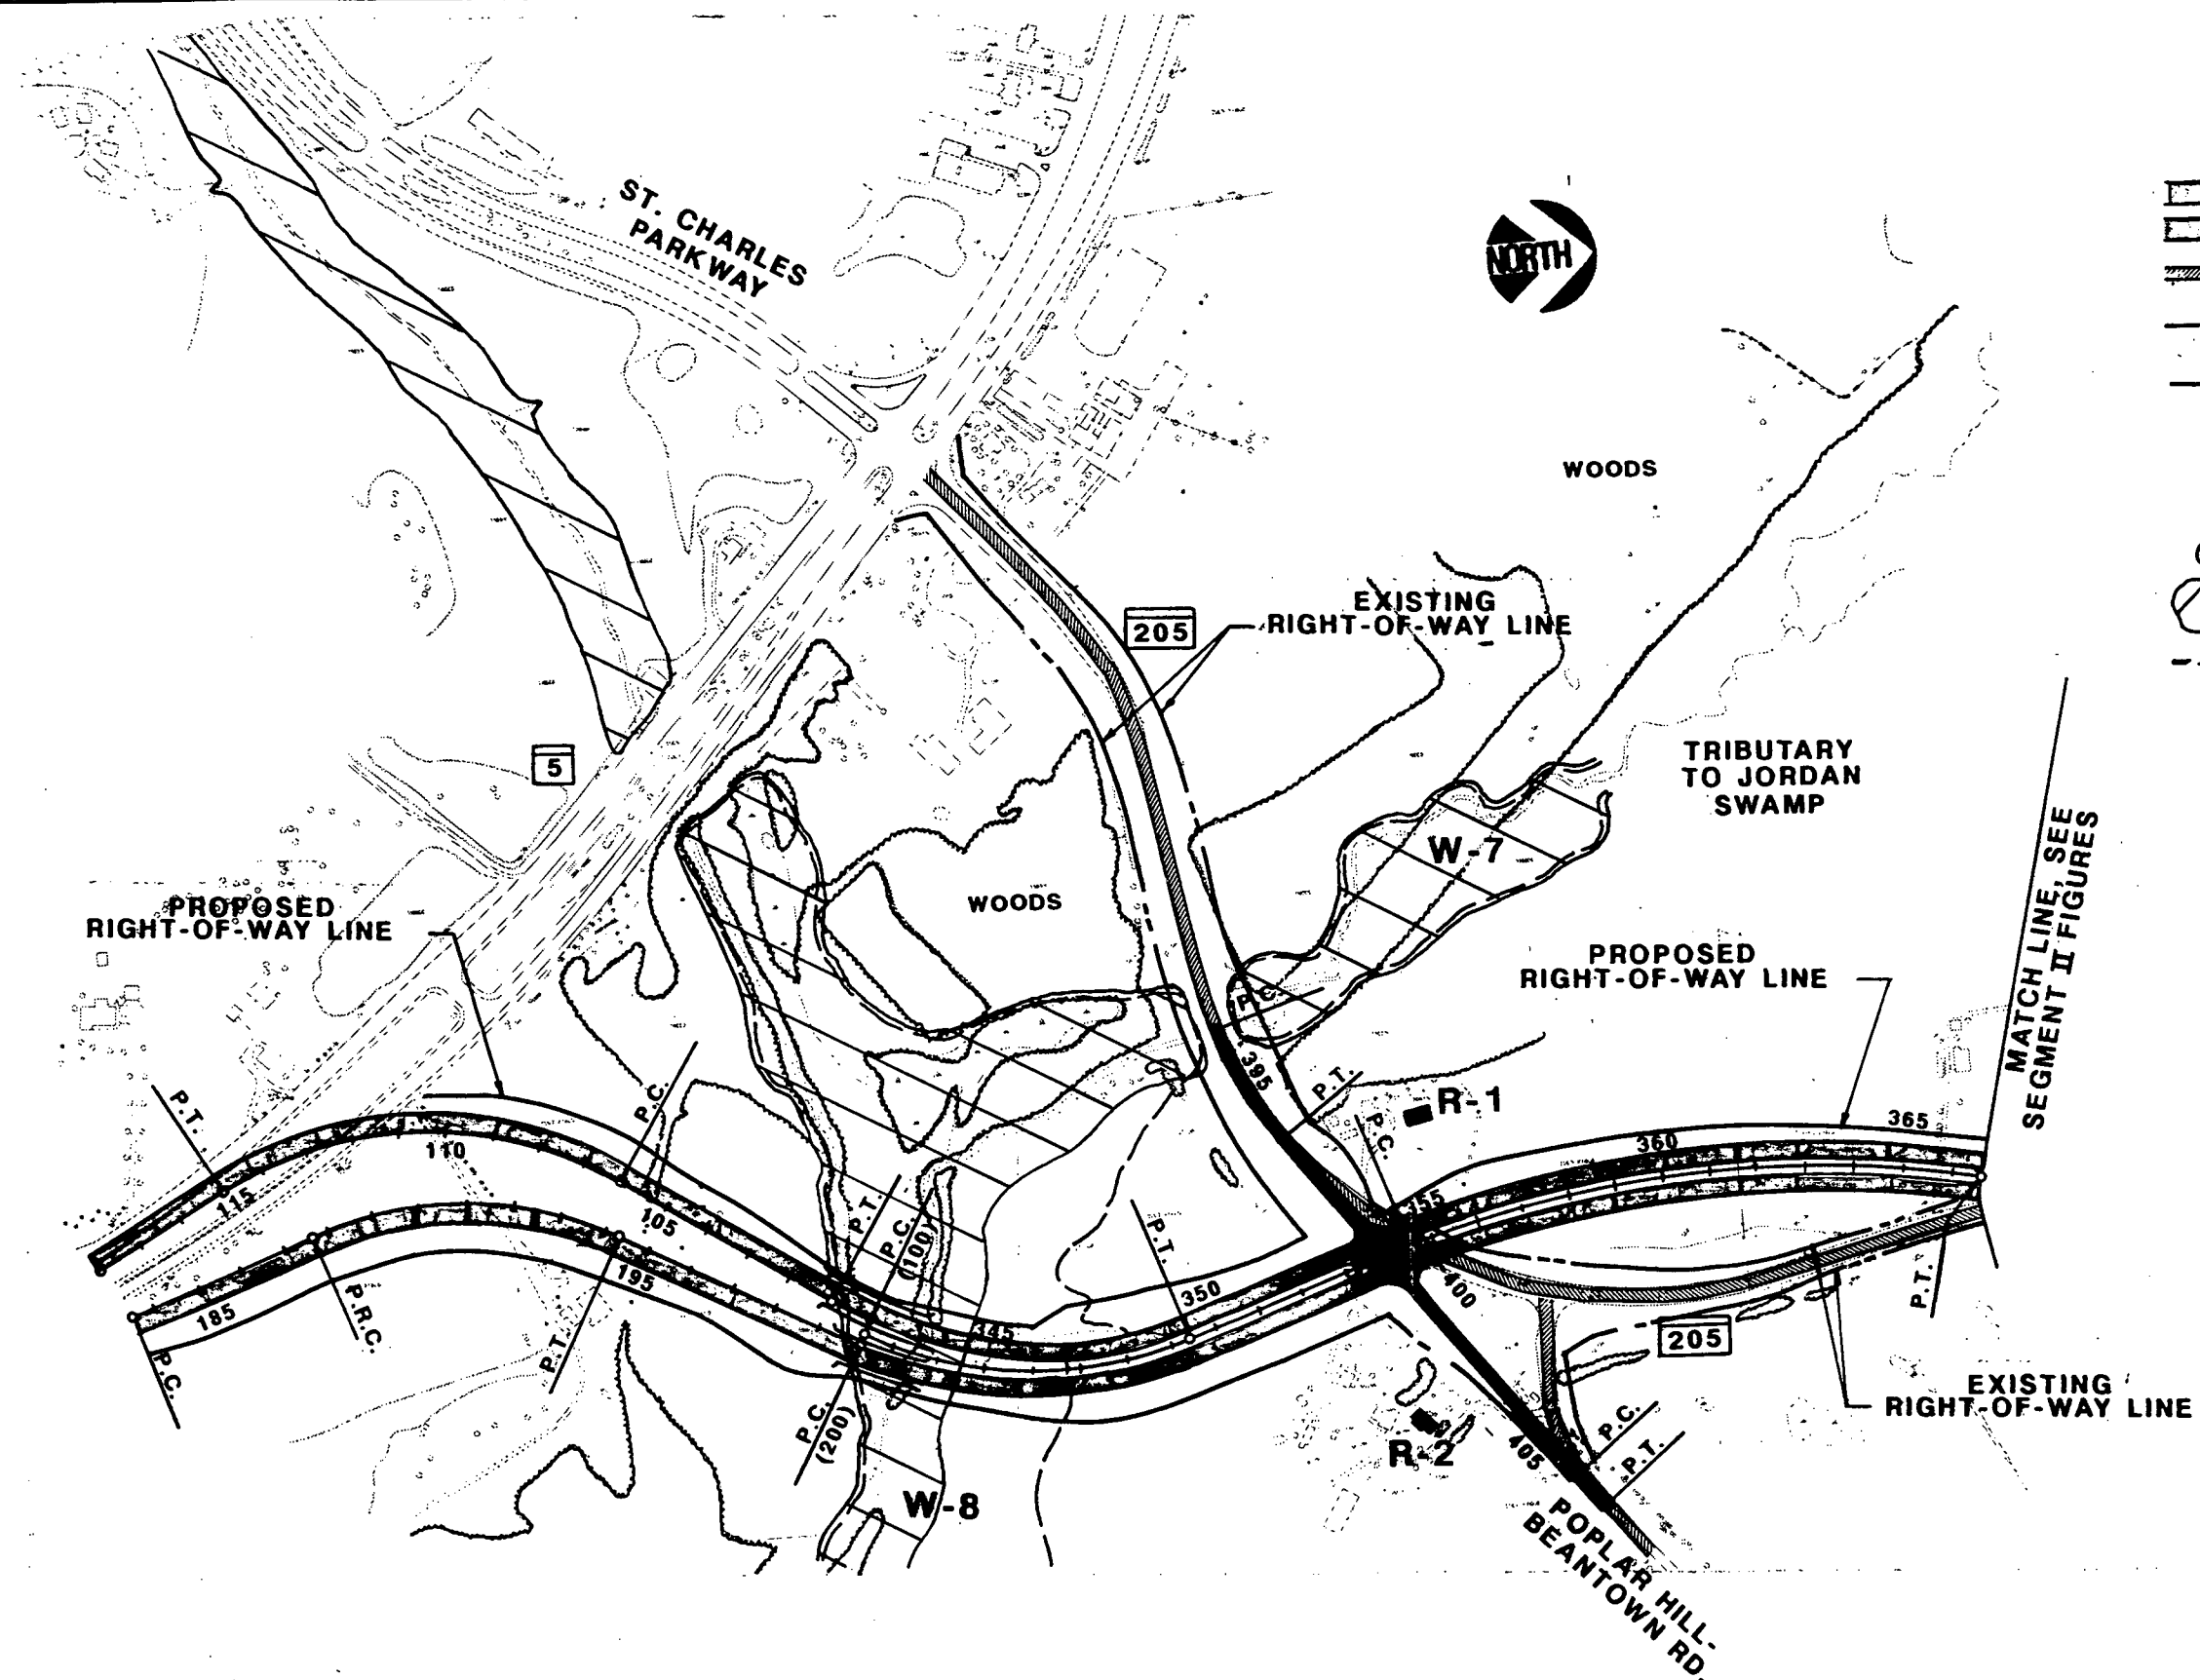 ST. CHARLES
PARKWAY
NORTH
WOODS
EXISTING
RIGHT-OF-WAY LINE
205
TRIBUTARY
TO JORDAN
SWAMP
5
W-7
MATCH LINE, SEE
SEGMENT II FIGURES
WOODS
PROPOSED
RIGHT-OF-WAY LINE
PROPOSED
RIGHT-OF-WAY LINE
P.C.
395
P.T.
R-1
P.C.
P.T.
P.C.
110
115
105
365
360
355
P.T.
P.C.
(100)
P.T.
195
185
P.R.C.
P.T.
P.C.
345
350
400
P.T.
205
P.C.
(200)
EXISTING
RIGHT-OF-WAY LINE
R-2
405
P.C.
P.T.
W-8
POPLAR HILL-
BEANTOWN RD.